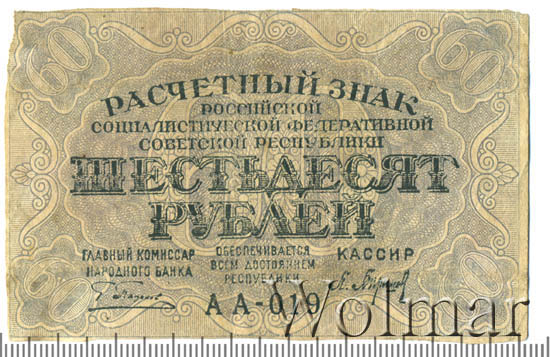 60 60
РАСЧЕТНЫЙ ЗНАК
РОССИЙСКОЙ
СОЦИАЛИСТИЧЕСКОЙ ФЕДЕРАТИВНОЙ
СОВЕТСКОЙ РЕСПУБЛИКИ
ШЕСТЬДЕСЯТ
РУБЛЕЙ
ГЛАВНЫЙ КОМИССАР
НАРОДНОГО БАНКА
ОБЕСПЕЧИВАЕТСЯ
ВСЕМ ДОСТОЯНИЕМ
РЕСПУБЛИКИ
КАССИР
60 60
АА-019
Wolmar